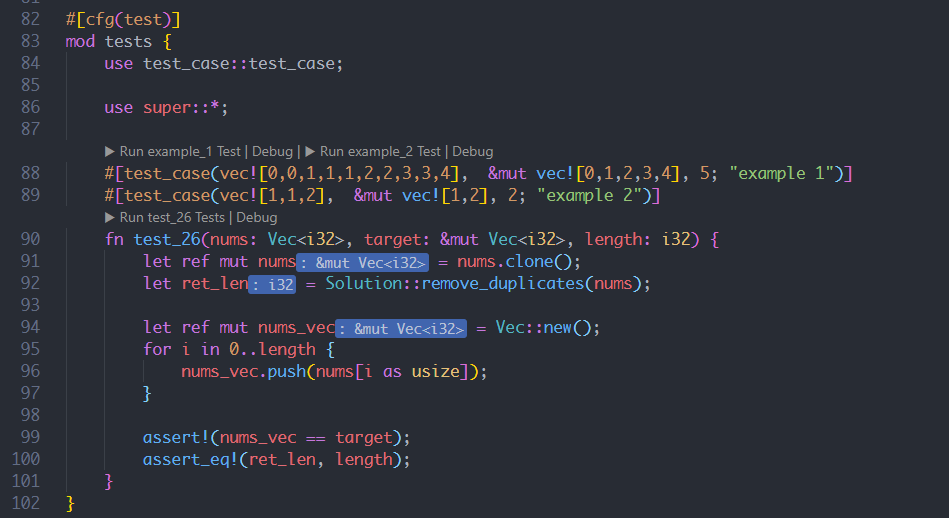 81
82 #[cfg(test)]
83 mod tests {
84 use test_case::test_case;
85
86 use super::*;
87
▶ Run example_1 Test | Debug | ▶ Run example_2 Test | Debug
88 #[test_case(vec![0,0,1,1,1,2,2,3,3,4], &mut vec![0,1,2,3,4], 5; "example 1")]
89 #[test_case(vec![1,1,2], &mut vec![1,2], 2; "example 2")]
▶ Run test_26 Tests | Debug
90 fn test_26(nums: Vec<i32>, target: &mut Vec<i32>, length: i32) {
91 let ref mut nums: &mut Vec<i32> = nums.clone();
92 let ret_len: i32 = Solution::remove_duplicates(nums);
93
94 let ref mut nums_vec: &mut Vec<i32> = Vec::new();
95 for i in 0..length {
96 nums_vec.push(nums[i as usize]);
97 }
98
99 assert!(nums_vec == target);
100 assert_eq!(ret_len, length);
101 }
102 }